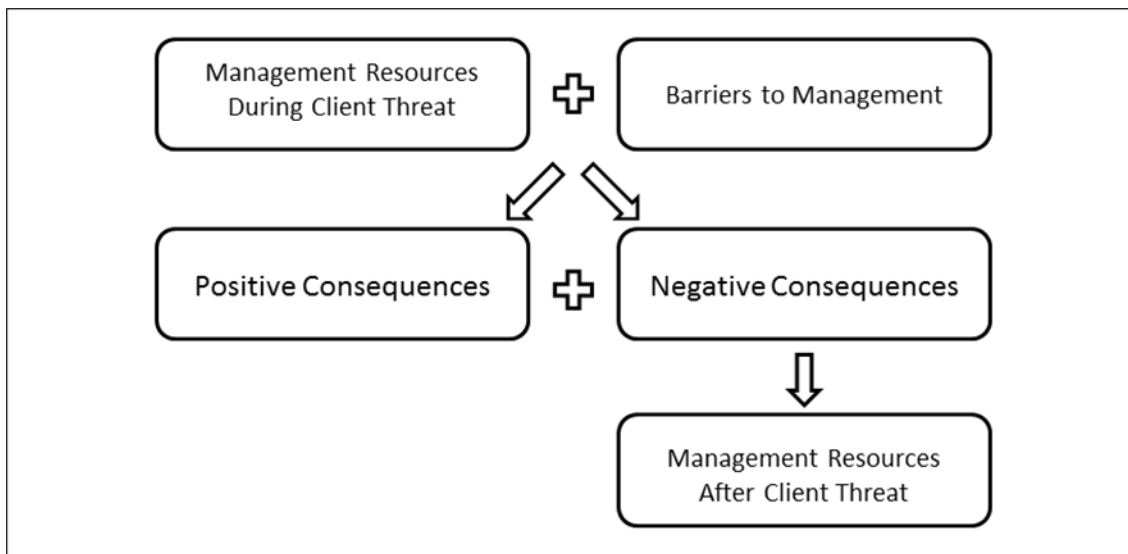 Management Resources
During Client Threat
Barriers to Management
Positive Consequences
Negative Consequences
Management Resources
After Client Threat